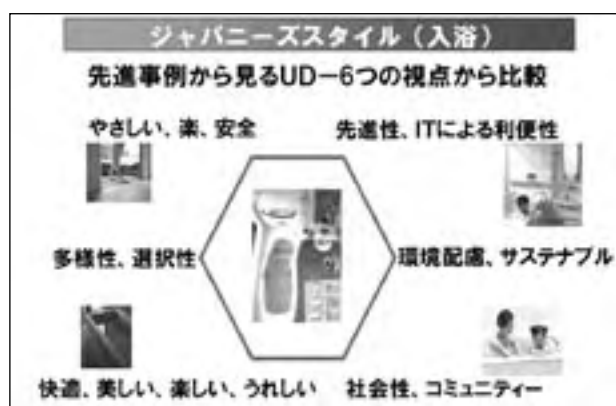 ジャパニーズスタイル（入浴）
先進事例から見るUD－6つの視点から比較
やさしい、楽、安全
先進性、ITによる利便性
多様性、選択性
環境配慮、サステナブル
快適、美しい、楽しい、うれしい
社会性、コミュニティー